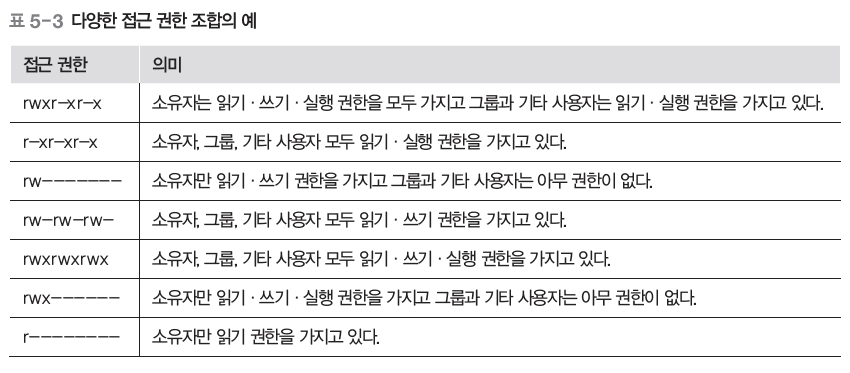 표 5-3 다양한 접근 권한 조합의 예
접근 권한 의미
rwxr-xr-x 소유자는 읽기·쓰기·실행 권한을 모두 가지고 그룹과 기타 사용자는 읽기·실행 권한을 가지고 있다.
r-xr-xr-x 소유자, 그룹, 기타 사용자 모두 읽기·실행 권한을 가지고 있다.
rw------- 소유자만 읽기·쓰기 권한을 가지고 그룹과 기타 사용자는 아무 권한이 없다.
rw-rw-rw- 소유자, 그룹, 기타 사용자 모두 읽기·쓰기 권한을 가지고 있다.
rwxrwxrwx 소유자, 그룹, 기타 사용자 모두 읽기·쓰기·실행 권한을 가지고 있다.
rwx------ 소유자만 읽기·쓰기·실행 권한을 가지고 그룹과 기타 사용자는 아무 권한이 없다.
r-------- 소유자만 읽기 권한을 가지고 있다.